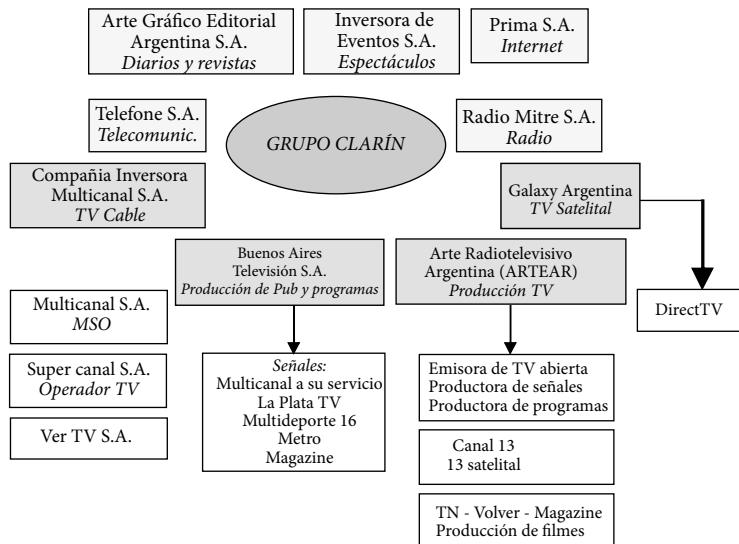 Arte Gráfico Editorial
Argentina S.A.
Diarios y revistas
Inversora de
Eventos S.A.
Espectáculos
Prima S.A.
Internet
Telefone S.A.
Telecomunic.
GRUPO CLARÍN
Radio Mitre S.A.
Radio
Compañia Inversora
Multicanal S.A.
TV Cable
Galaxy Argentina
TV Satelital
Buenos Aires
Televisión S.A.
Producción de Pub y programas
Arte Radiotelevisivo
Argentina (ARTEAR)
Producción TV
DirectTV
Multicanal S.A.
MSO
Super canal S.A.
Operador TV
Ver TV S.A.
Señales:
Multicanal a su servicio
La Plata TV
Multideporte 16
Metro
Magazine
Emisora de TV abierta
Productora de señales
Productora de programas
Canal 13
13 satelital
TN - Volver - Magazine
Producción de filmes